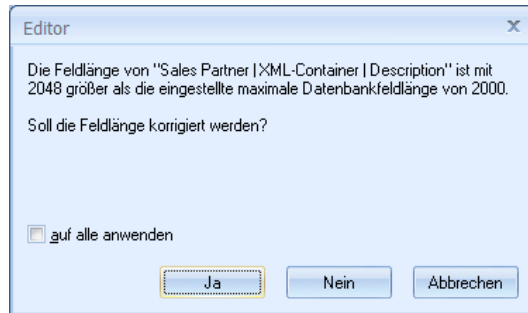 Editor
Die Feldlänge von "Sales Partner | XML-Container | Description" ist mit
2048 größer als die eingestellte maximale Datenbankfeldlänge von 2000.
Soll die Feldlänge korrigiert werden?
auf alle anwenden
Ja Nein Abbrechen